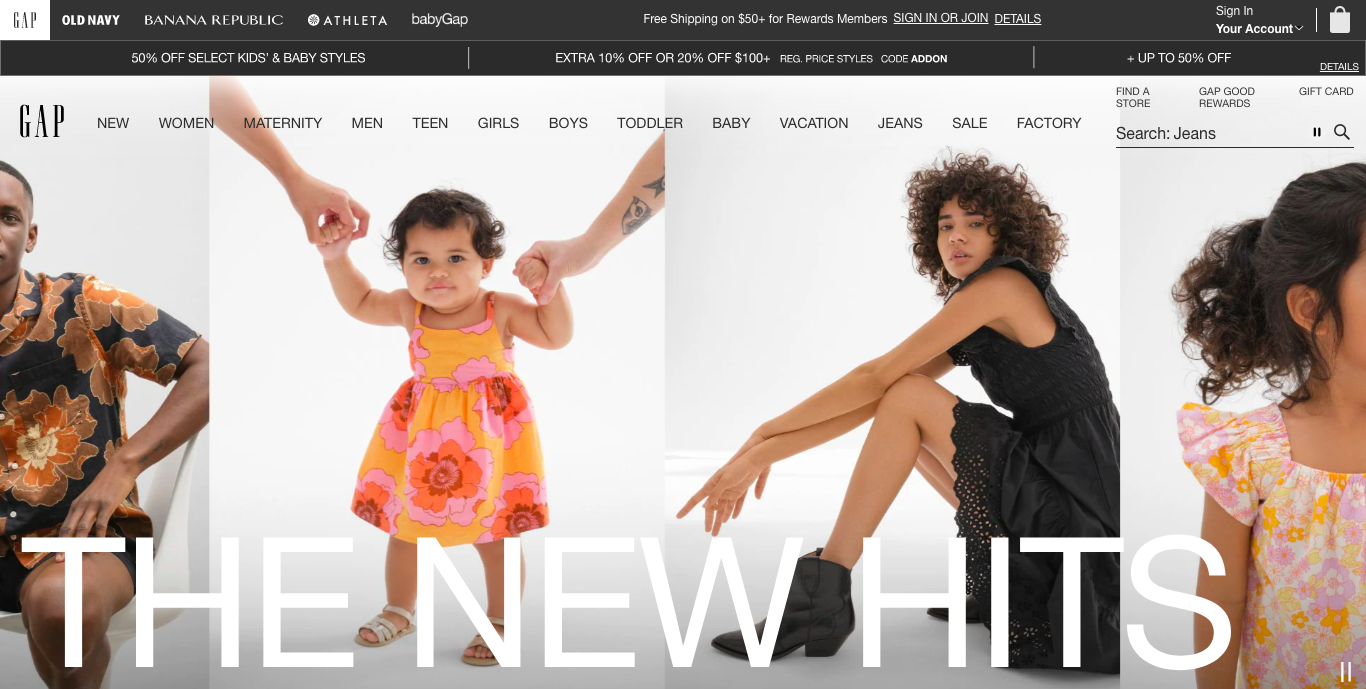 GAP OLD NAVY BANANA REPUBLIC ATHLETA babyGap Free Shipping on $50+ for Rewards Members SIGN IN OR JOIN DETAILS Sign In
Your Account
50% OFF SELECT KIDS' & BABY STYLES EXTRA 10% OFF OR 20% OFF $100+ REG. PRICE STYLES CODE ADDON + UP TO 50% OFF
DETAILS
FIND A STORE GAP GOOD REWARDS GIFT CARD
GAP NEW WOMEN MATERNITY MEN TEEN GIRLS BOYS TODDLER BABY VACATION JEANS SALE FACTORY
Search: Jeans
THE NEW HITS